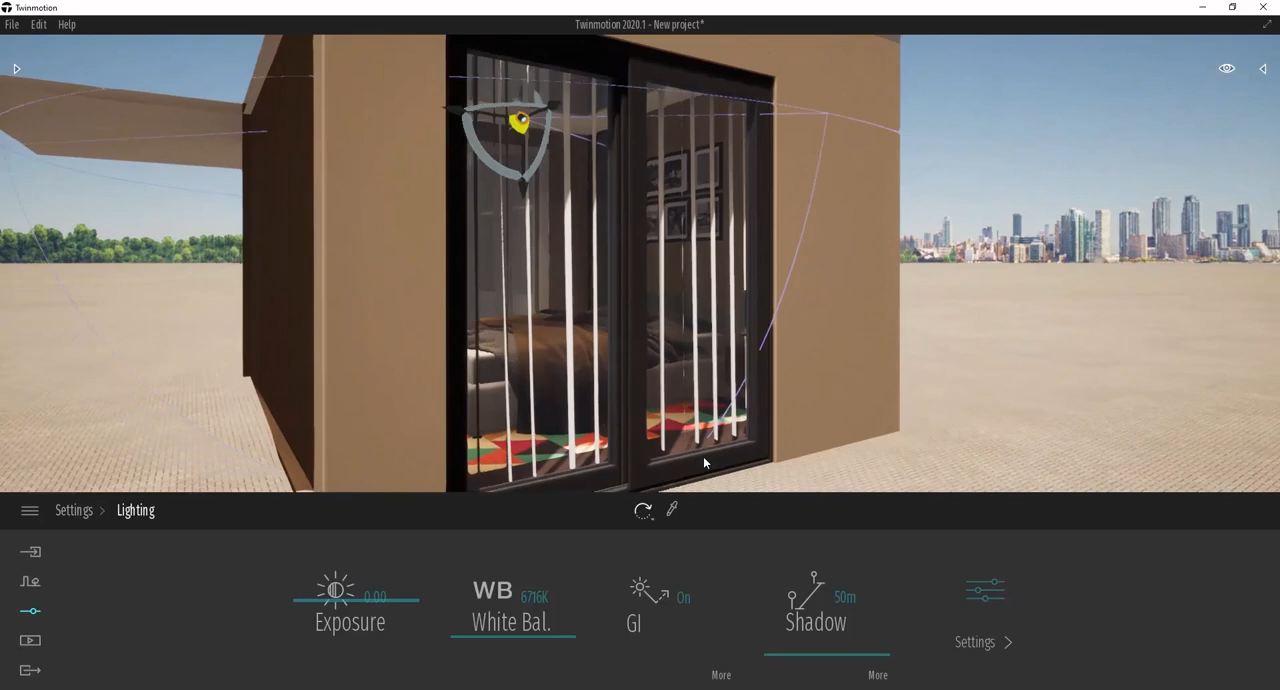 Twinmotion
File Edit Help
Twinmotion 2020.1 - New project*
Settings > Lighting
0.00
Exposure
WB 6716K
White Bal.
On
GI
50m
Shadow
Settings >
More
More